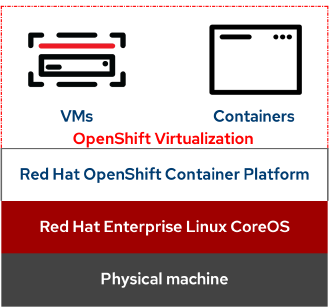 VMs
Containers
OpenShift Virtualization
Red Hat OpenShift Container Platform
Red Hat Enterprise Linux CoreOS
Physical machine